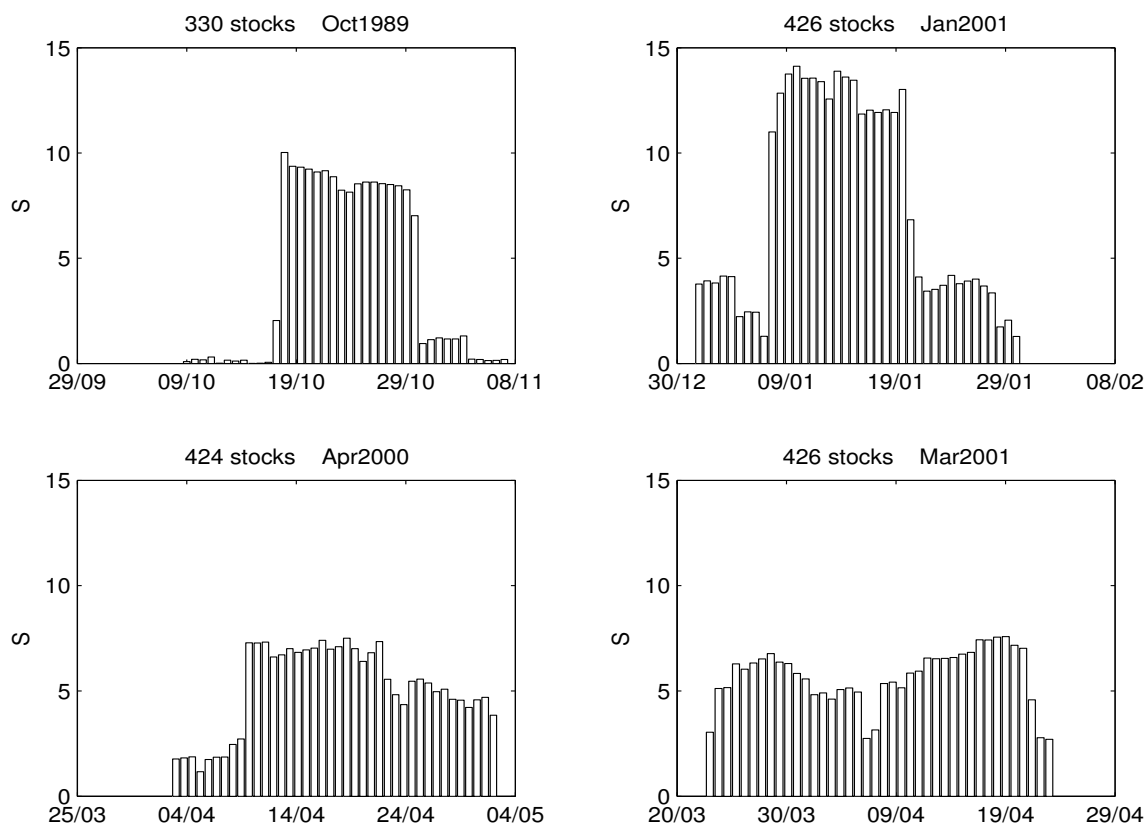 330 stocks Oct1989
15
10
5
0
S
29/09 09/10 19/10 29/10 08/11
426 stocks Jan2001
15
10
5
0
S
30/12 09/01 19/01 29/01 08/02
424 stocks Apr2000
15
10
5
0
S
25/03 04/04 14/04 24/04 04/05
426 stocks Mar2001
15
10
5
0
S
20/03 30/03 09/04 19/04 29/04